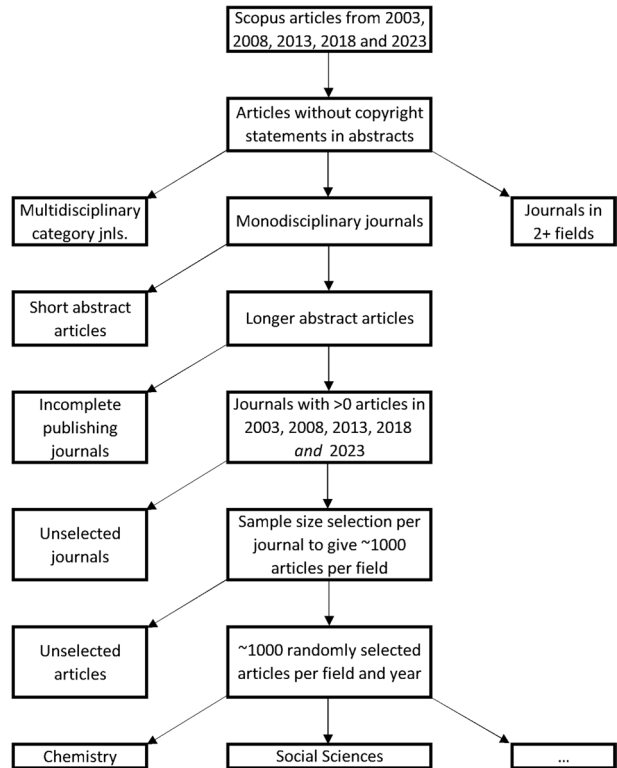 Scopus articles from 2003,
2008, 2013, 2018 and 2023
Articles without copyright
statements in abstracts
Multidisciplinary
category jnls.
Monodisciplinary journals
Journals in
2+ fields
Short abstract
articles
Longer abstract articles
Incomplete
publishing
journals
Journals with >0 articles in
2003, 2008, 2013, 2018
and 2023
Unselected
journals
Sample size selection per
journal to give ~1000
articles per field
Unselected
articles
~1000 randomly selected
articles per field and year
Chemistry
Social Sciences
...